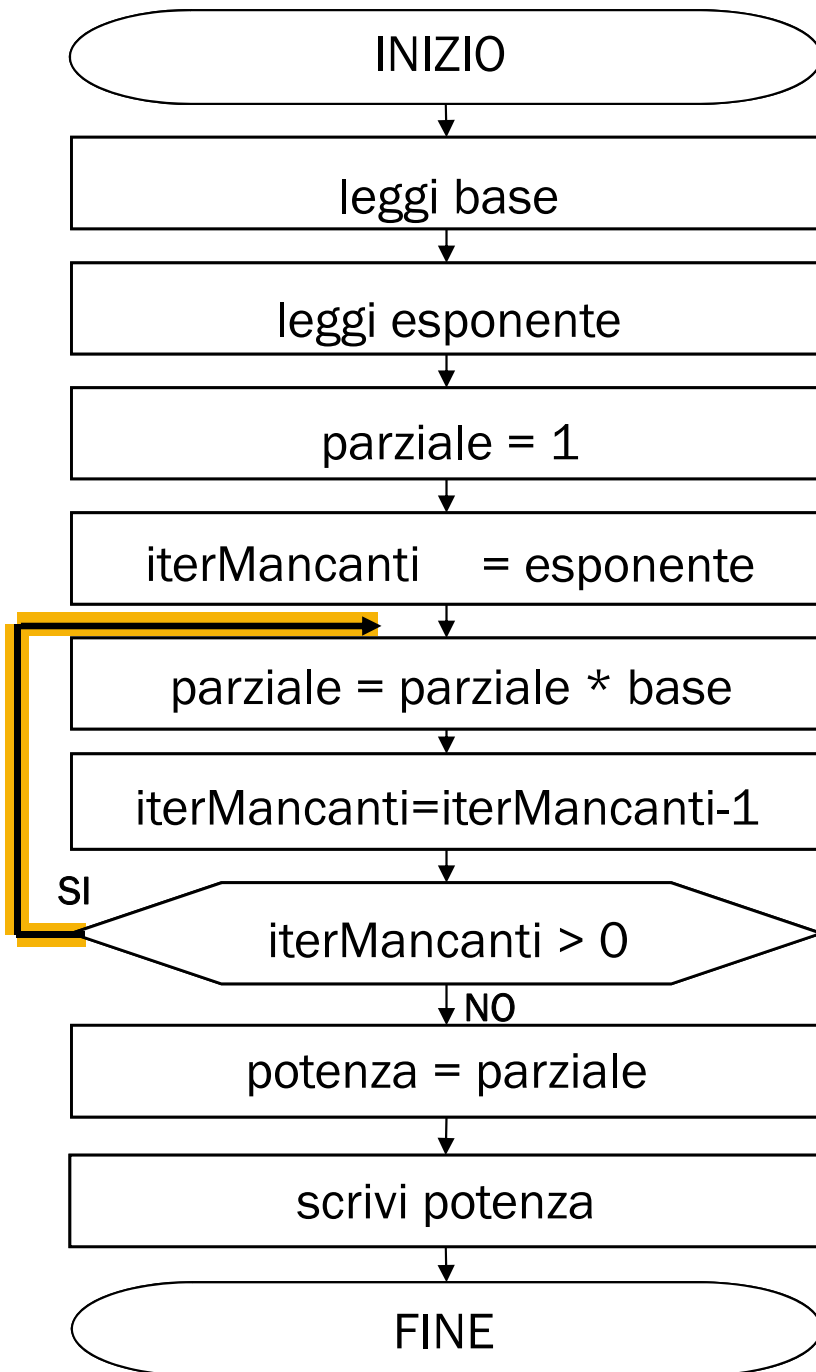 INIZIO
leggi base
leggi esponente
parziale = 1
iterMancanti = esponente
parziale = parziale * base
iterMancanti=iterMancanti-1
SI
iterMancanti > 0
NO
potenza = parziale
scrivi potenza
FINE